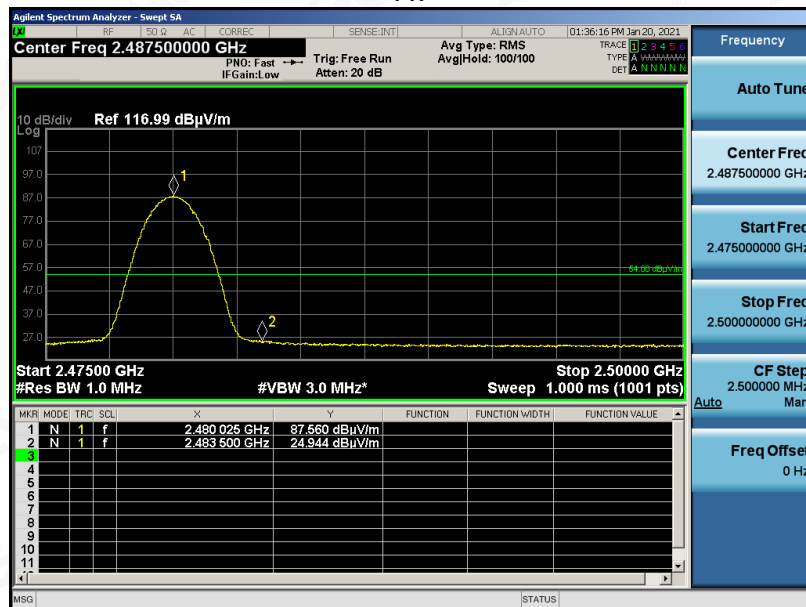 Agilent Spectrum Analyzer - Swept SA
LXI RF 50 Ω AC CORREC SENSE:INT ALIGN AUTO 01:36:16 PM Jan 20, 2021
Center Freq 2.487500000 GHz
PNO: Fast
IFGain:Low
Trig: Free Run
Atten: 20 dB
Avg Type: RMS
Avg|Hold: 100/100
TRACE 1 2 3 4 5 6
TYPE A WWWWW
DET A N N N N N
10 dB/div Ref 116.99 dBµV/m
Log
107
97.0
87.0
77.0
67.0
57.0
47.0
37.0
27.0
1
2
54.00 dBµV/m
Start 2.47500 GHz Stop 2.50000 GHz
#Res BW 1.0 MHz #VBW 3.0 MHz* Sweep 1.000 ms (1001 pts)
MKR MODE TRC SCL X Y FUNCTION FUNCTION WIDTH FUNCTION VALUE
1 N 1 f 2.480 025 GHz 87.560 dBµV/m
2 N 1 f 2.483 500 GHz 24.944 dBµV/m
3
4
5
6
7
8
9
10
11
MSG STATUS
Frequency
Auto Tune
Center Freq
2.487500000 GHz
Start Freq
2.475000000 GHz
Stop Freq
2.500000000 GHz
CF Step
2.500000 MHz
Auto Man
Freq Offset
0 Hz